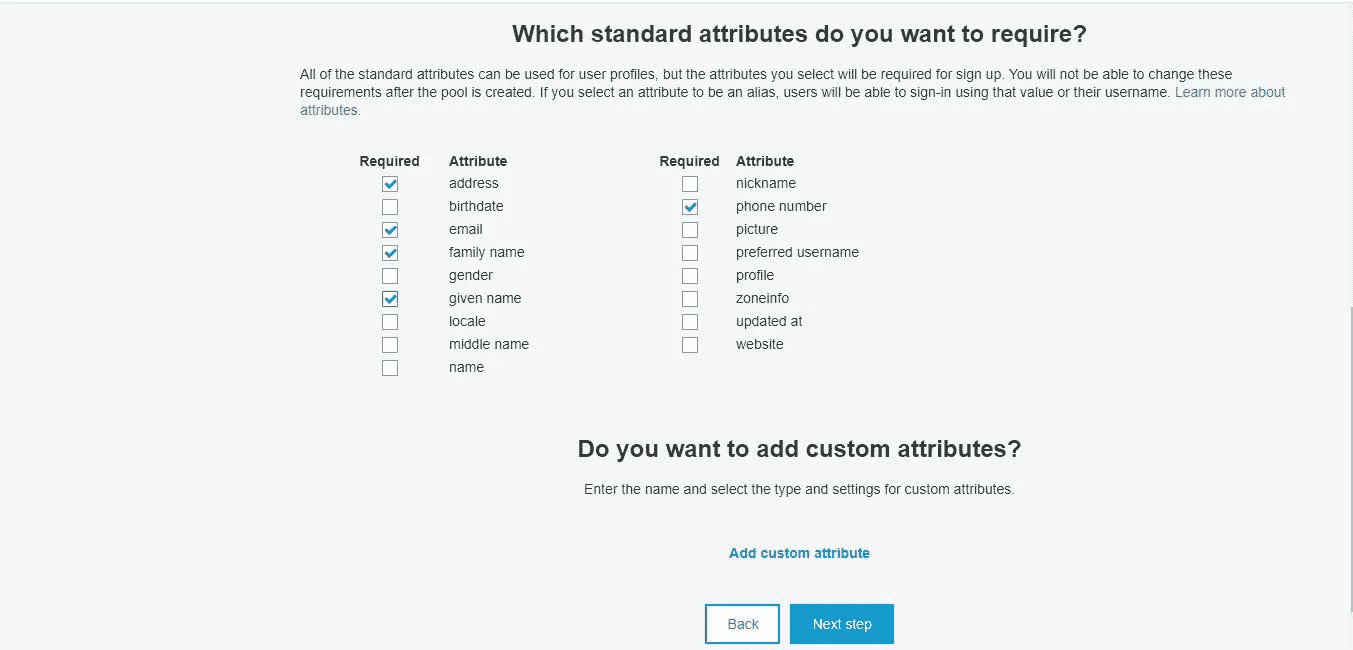 Which standard attributes do you want to require?
All of the standard attributes can be used for user profiles, but the attributes you select will be required for sign up. You will not be able to change these
requirements after the pool is created. If you select an attribute to be an alias, users will be able to sign-in using that value or their username. Learn more about
attributes.
Required Attribute
address
birthdate
email
family name
gender
given name
locale
middle name
name
Required Attribute
nickname
phone number
picture
preferred username
profile
zoneinfo
updated at
website
Do you want to add custom attributes?
Enter the name and select the type and settings for custom attributes.
Add custom attribute
Back
Next step